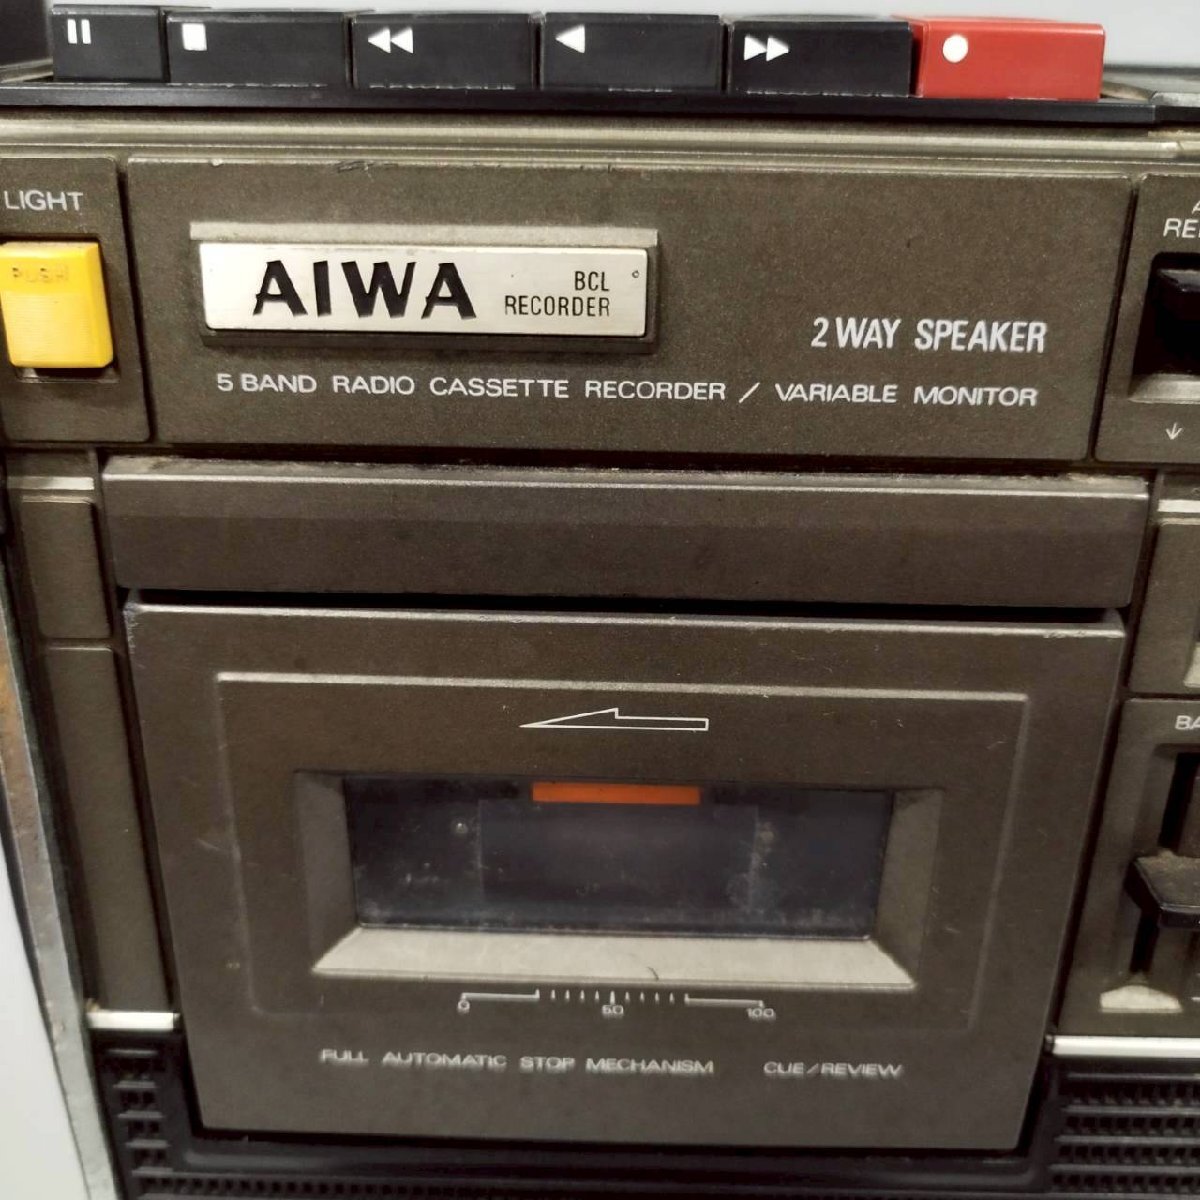 LIGHT
PUSH
AIWA
BCL
RECORDER
2 WAY SPEAKER
5 BAND RADIO CASSETTE RECORDER / VARIABLE MONITOR
0 50 100
FULL AUTOMATIC STOP MECHANISM CUE/REVIEW